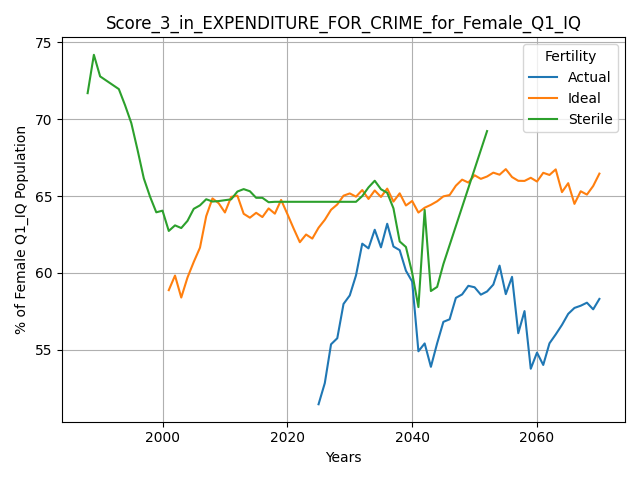 Score_3_in_EXPENDITURE_FOR_CRIME_for_Female_Q1_IQ
% of Female Q1_IQ Population
75
70
65
60
55
2000
2020
2040
2060
Years
Fertility
Actual
Ideal
Sterile